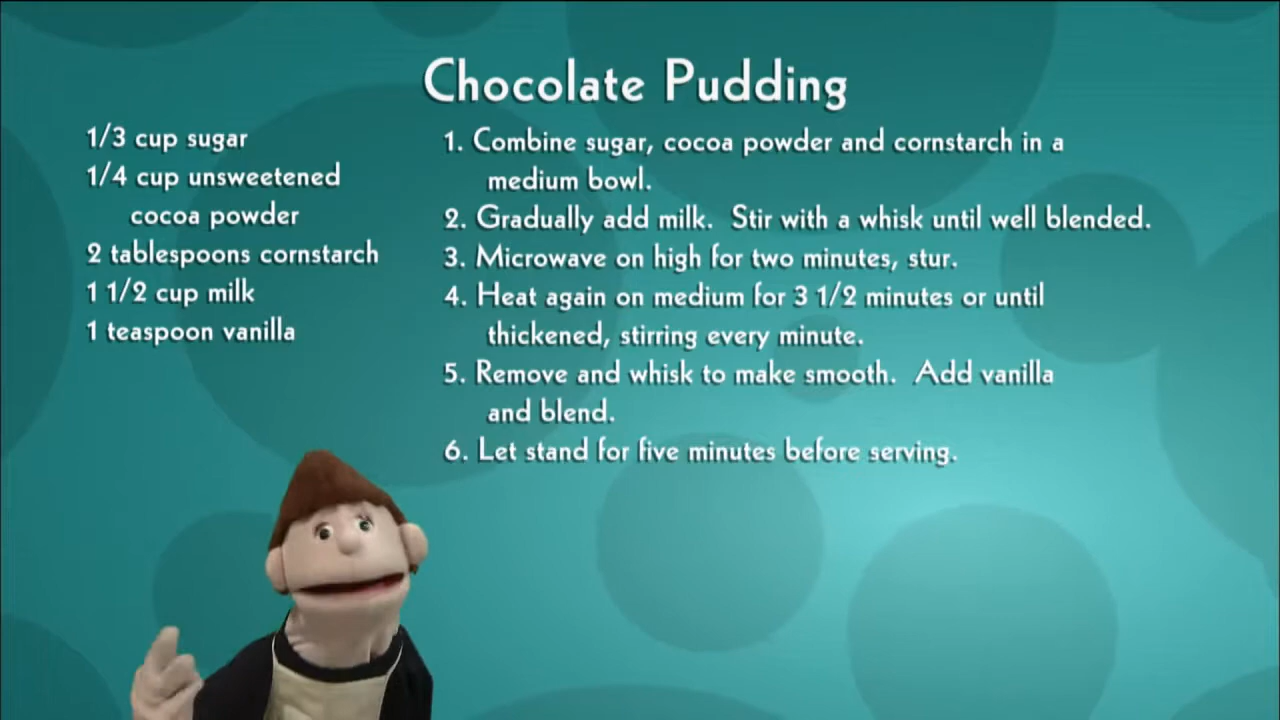 Chocolate Pudding
1/3 cup sugar
1/4 cup unsweetened
cocoa powder
2 tablespoons cornstarch
1 1/2 cup milk
1 teaspoon vanilla
1. Combine sugar, cocoa powder and cornstarch in a
medium bowl.
2. Gradually add milk. Stir with a whisk until well blended.
3. Microwave on high for two minutes, stur.
4. Heat again on medium for 3 1/2 minutes or until
thickened, stirring every minute.
5. Remove and whisk to make smooth. Add vanilla
and blend.
6. Let stand for five minutes before serving.